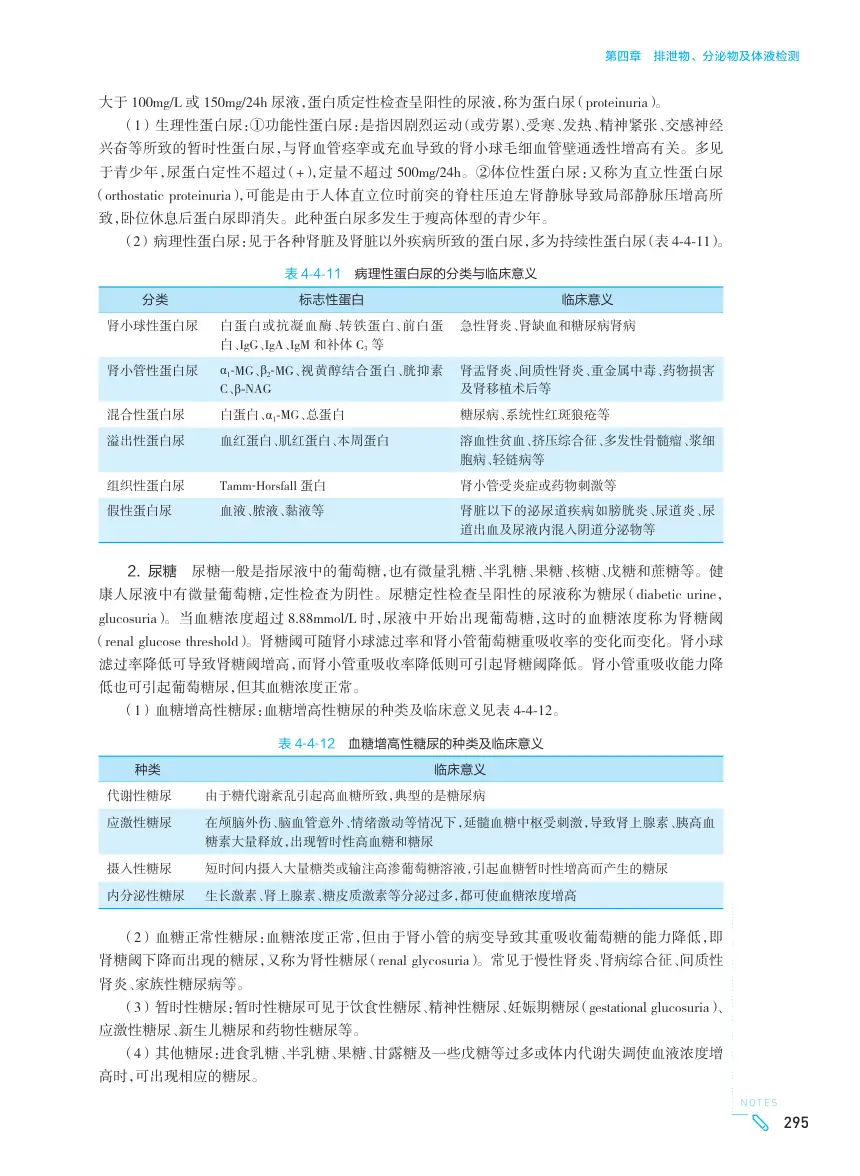 第四章 排泄物、分泌物及体液检测
大于 100mg/L 或 150mg/24h 尿液,蛋白质定性检查呈阳性的尿液,称为蛋白尿(proteinuria)。
(1)生理性蛋白尿:①功能性蛋白尿:是指因剧烈运动(或劳累)、受寒、发热、精神紧张、交感神经
兴奋等所致的暂时性蛋白尿,与肾血管痉挛或充血导致的肾小球毛细血管壁通透性增高有关。多见
于青少年,尿蛋白定性不超过(+),定量不超过 500mg/24h。②体位性蛋白尿:又称为直立性蛋白尿
(orthostatic proteinuria),可能是由于人体直立位时前突的脊柱压迫左肾静脉导致局部静脉压增高所
致,卧位休息后蛋白尿即消失。此种蛋白尿多发生于瘦高体型的青少年。
(2)病理性蛋白尿:见于各种肾脏及肾脏以外疾病所致的蛋白尿,多为持续性蛋白尿(表 4-4-11)。
表 4-4-11 病理性蛋白尿的分类与临床意义
分类 标志性蛋白 临床意义
肾小球性蛋白尿 白蛋白或抗凝血酶、转铁蛋白、前白蛋 急性肾炎、肾缺血和糖尿病肾病
白、IgG、IgA、IgM 和补体 C₃ 等
肾小管性蛋白尿 α₁-MG、β₂-MG、视黄醇结合蛋白、胱抑素 肾盂肾炎、间质性肾炎、重金属中毒、药物损害
C、β-NAG 及肾移植术后等
混合性蛋白尿 白蛋白、α₁-MG、总蛋白 糖尿病、系统性红斑狼疮等
溢出性蛋白尿 血红蛋白、肌红蛋白、本周蛋白 溶血性贫血、挤压综合征、多发性骨髓瘤、浆细
胞病、轻链病等
组织性蛋白尿 Tamm-Horsfall 蛋白 肾小管受炎症或药物刺激等
假性蛋白尿 血液、脓液、黏液等 肾脏以下的泌尿道疾病如膀胱炎、尿道炎、尿
道出血及尿液内混入阴道分泌物等
2. 尿糖 尿糖一般是指尿液中的葡萄糖,也有微量乳糖、半乳糖、果糖、核糖、戊糖和蔗糖等。健
康人尿液中有微量葡萄糖,定性检查为阴性。尿糖定性检查呈阳性的尿液称为糖尿(diabetic urine,
glucosuria)。当血糖浓度超过 8.88mmol/L 时,尿液中开始出现葡萄糖,这时的血糖浓度称为肾糖阈
(renal glucose threshold)。肾糖阈可随肾小球滤过率和肾小管葡萄糖重吸收率的变化而变化。肾小球
滤过率降低可导致肾糖阈增高,而肾小管重吸收率降低则可引起肾糖阈降低。肾小管重吸收能力降
低也可引起葡萄糖尿,但其血糖浓度正常。
(1)血糖增高性糖尿:血糖增高性糖尿的种类及临床意义见表 4-4-12。
表 4-4-12 血糖增高性糖尿的种类及临床意义
种类 临床意义
代谢性糖尿 由于糖代谢紊乱引起高血糖所致,典型的是糖尿病
应激性糖尿 在颅脑外伤、脑血管意外、情绪激动等情况下,延髓血糖中枢受刺激,导致肾上腺素、胰高血
糖素大量释放,出现暂时性高血糖和糖尿
摄入性糖尿 短时间内摄入大量糖类或输注高渗葡萄糖溶液,引起血糖暂时性增高而产生的糖尿
内分泌性糖尿 生长激素、肾上腺素、糖皮质激素等分泌过多,都可使血糖浓度增高
(2)血糖正常性糖尿:血糖浓度正常,但由于肾小管的病变导致其重吸收葡萄糖的能力降低,即
肾糖阈下降而出现的糖尿,又称为肾性糖尿(renal glycosuria)。常见于慢性肾炎、肾病综合征、间质性
肾炎、家族性糖尿病等。
(3)暂时性糖尿:暂时性糖尿可见于饮食性糖尿、精神性糖尿、妊娠期糖尿(gestational glucosuria)、
应激性糖尿、新生儿糖尿和药物性糖尿等。
(4)其他糖尿:进食乳糖、半乳糖、果糖、甘露糖及一些戊糖等过多或体内代谢失调使血液浓度增
高时,可出现相应的糖尿。
NOTES
295